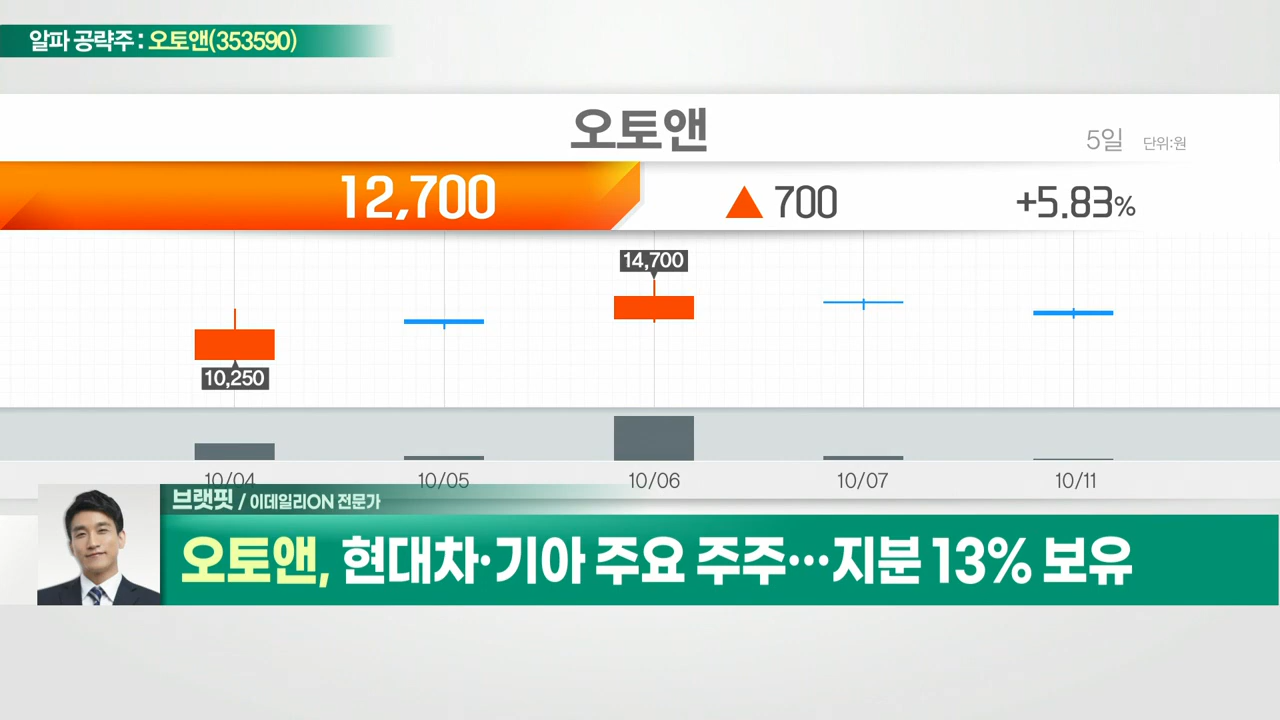 알파 공략주 : 오토앤(353590)
오토앤
5일 단위:원
12,700 ▲ 700 +5.83%
14,700
10,250
10/04 10/05 10/06 10/07 10/11
브랫핏 / 이데일리ON 전문가
오토앤, 현대차·기아 주요 주주…지분 13% 보유